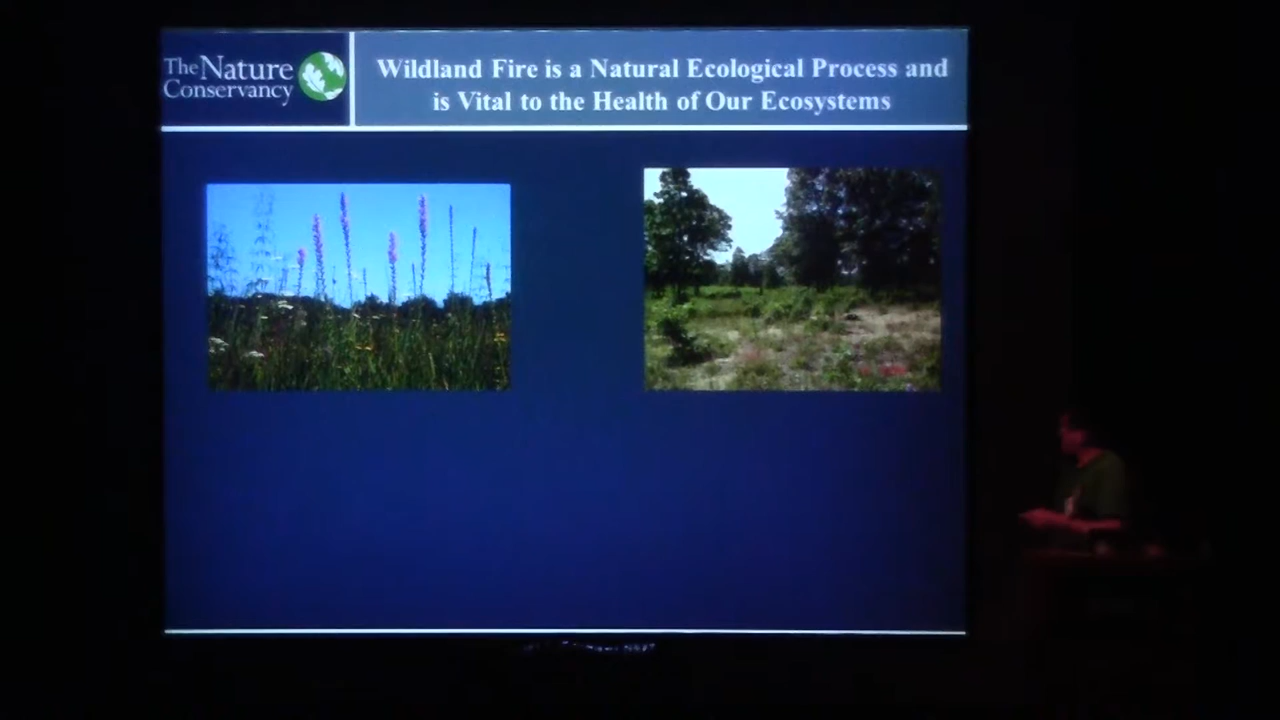 The Nature
Conservancy
Wildland Fire is a Natural Ecological Process and
is Vital to the Health of Our Ecosystems